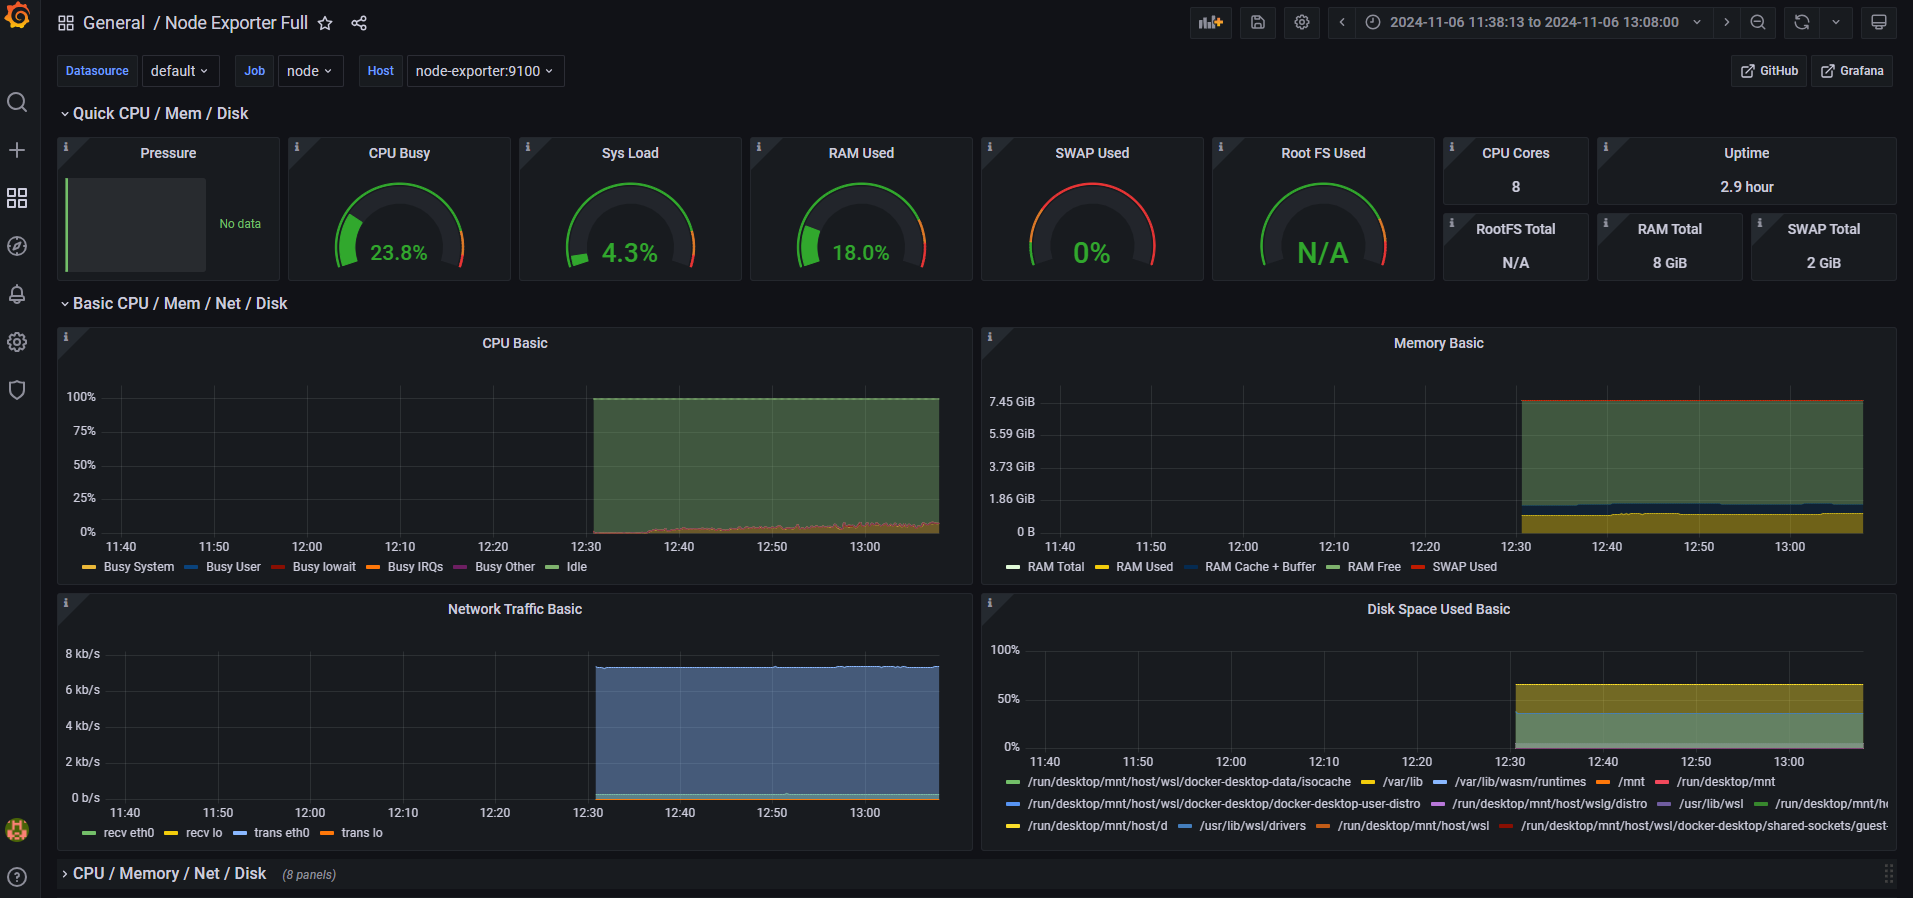 General / Node Exporter Full
2024-11-06 11:38:13 to 2024-11-06 13:08:00
Datasource default Job node Host node-exporter:9100 GitHub Grafana
Quick CPU / Mem / Disk
Pressure
No data
CPU Busy
23.8%
Sys Load
4.3%
RAM Used
18.0%
SWAP Used
0%
Root FS Used
N/A
CPU Cores
8
Uptime
2.9 hour
RootFS Total
N/A
RAM Total
8 GiB
SWAP Total
2 GiB
Basic CPU / Mem / Net / Disk
CPU Basic
100%
75%
50%
25%
0%
11:40 11:50 12:00 12:10 12:20 12:30 12:40 12:50 13:00
Busy System Busy User Busy Iowait Busy IRQs Busy Other Idle
Memory Basic
7.45 GiB
5.59 GiB
3.73 GiB
1.86 GiB
0 B
11:40 11:50 12:00 12:10 12:20 12:30 12:40 12:50 13:00
RAM Total RAM Used RAM Cache + Buffer RAM Free SWAP Used
Network Traffic Basic
8 kb/s
6 kb/s
4 kb/s
2 kb/s
0 b/s
11:40 11:50 12:00 12:10 12:20 12:30 12:40 12:50 13:00
recv eth0 recv lo trans eth0 trans lo
Disk Space Used Basic
100%
50%
0%
11:40 11:50 12:00 12:10 12:20 12:30 12:40 12:50 13:00
/run/desktop/mnt/host/wsl/docker-desktop-data/isocache /var/lib /var/lib/wasm/runtimes /mnt /run/desktop/mnt
/run/desktop/mnt/host/wsl/docker-desktop/docker-desktop-user-distro /run/desktop/mnt/host/wslg/distro /usr/lib/wsl /run/desktop/mnt/h
/run/desktop/mnt/host/d /usr/lib/wsl/drivers /run/desktop/mnt/host/wsl /run/desktop/mnt/host/wsl/docker-desktop/shared-sockets/guest-
CPU / Memory / Net / Disk (8 panels)